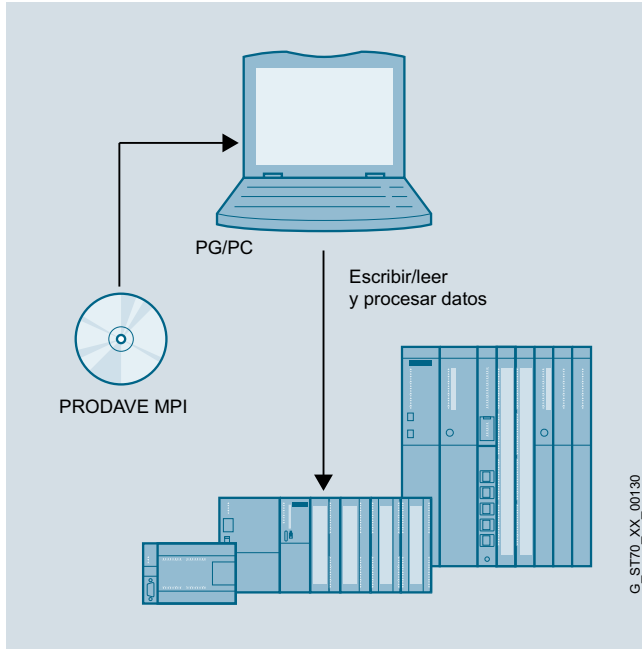 PG/PC
Escribir/leer
y procesar datos
PRODAVE MPI
G_ST70_XX_00130